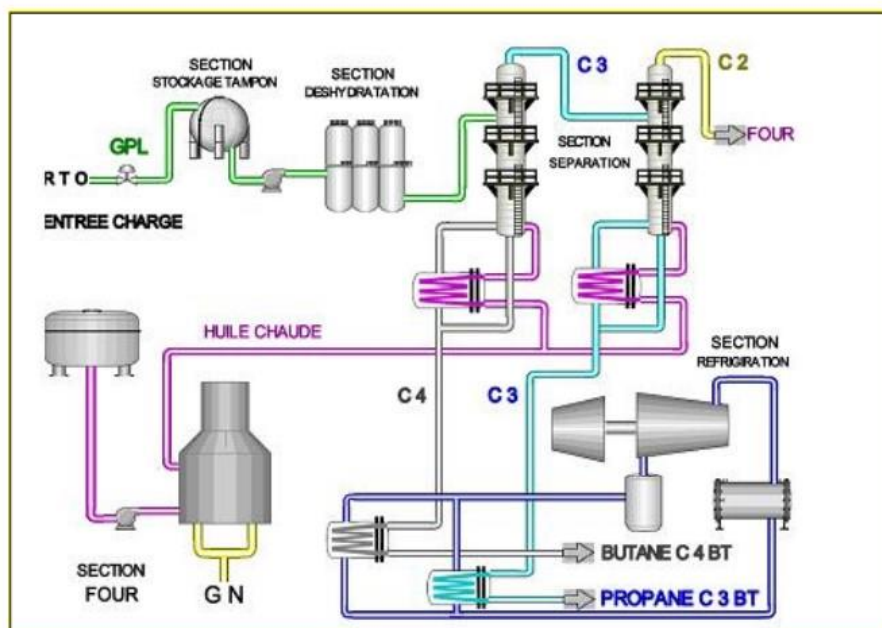 SECTION
STOCKAGE TAMPON
SECTION
DESHYDRATATION
C 3
C 2
GPL
SECTION
SEPARATION
FOUR
R T O
ENTREE CHARGE
HUILE CHAUDE
C 4
C 3
SECTION
REFRIGIRATION
BUTANE C 4 BT
PROPANE C 3 BT
SECTION
FOUR
G N